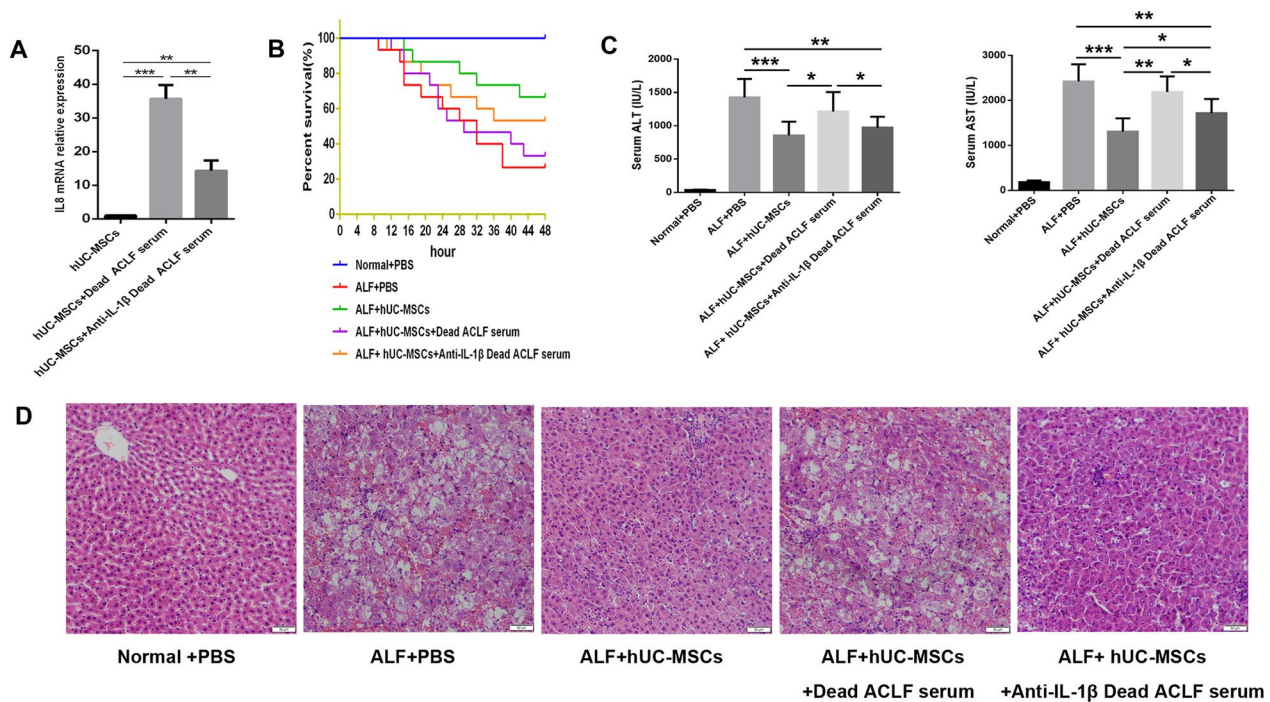 A
IL8 mRNA relative expression
50
40
30
20
10
0
**
*** **
hUC-MSCs
hUC-MSCs+Dead ACLF serum
hUC-MSCs+Anti-IL-1β Dead ACLF serum
B
Percent survival(%)
100
80
60
40
20
0
0 4 8 12 16 20 24 28 32 36 40 44 48
hour
Normal+PBS
ALF+PBS
ALF+hUC-MSCs
ALF+hUC-MSCs+Dead ACLF serum
ALF+ hUC-MSCs+Anti-IL-1β Dead ACLF serum
C
Serum ALT (IU/L)
2000
1500
1000
500
0
**
***
* *
Normal+PBS
ALF+PBS
ALF+hUC-MSCs
ALF+hUC-MSCs+Dead ACLF serum
ALF+ hUC-MSCs+Anti-IL-1β Dead ACLF serum
Serum AST (IU/L)
3000
2000
1000
0
**
*
***
** *
Normal+PBS
ALF+PBS
ALF+hUC-MSCs
ALF+hUC-MSCs+Dead ACLF serum
ALF+ hUC-MSCs+Anti-IL-1β Dead ACLF serum
D
Normal +PBS
ALF+PBS
ALF+hUC-MSCs
ALF+hUC-MSCs
+Dead ACLF serum
ALF+ hUC-MSCs
+Anti-IL-1β Dead ACLF serum